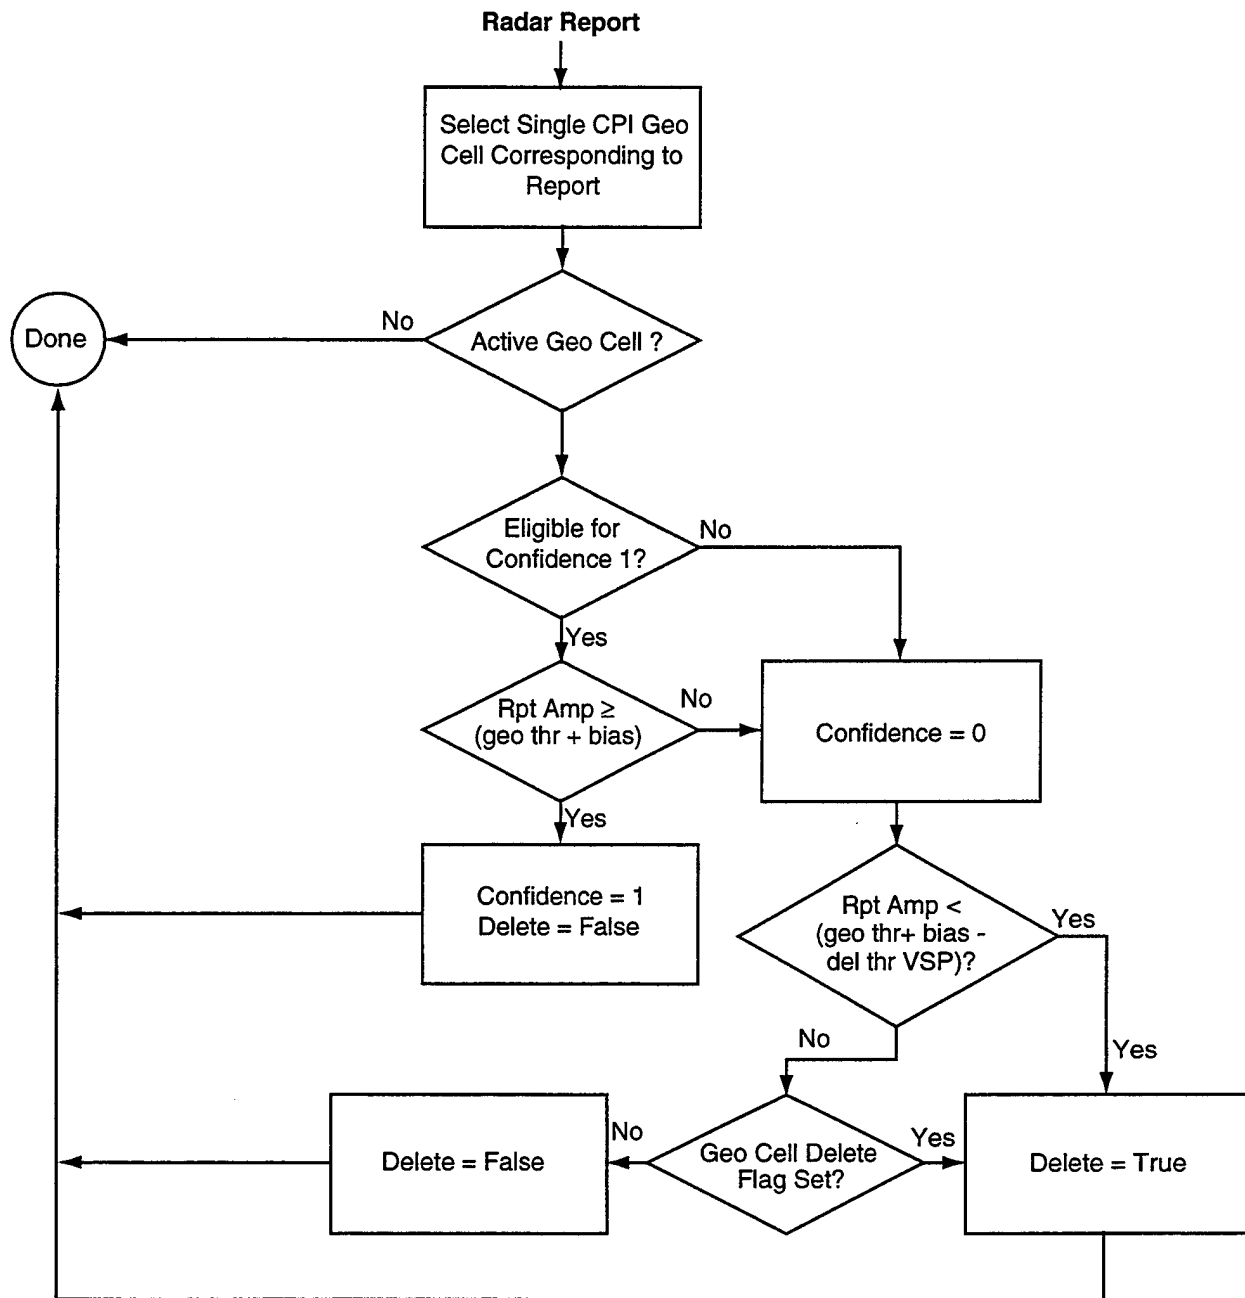 Radar Report
Select Single CPI Geo
Cell Corresponding to
Report
Done
No
Active Geo Cell ?
Eligible for
Confidence 1?
No
Yes
Rpt Amp ≥
(geo thr + bias)
No
Confidence = 0
Yes
Confidence = 1
Delete = False
Rpt Amp <
(geo thr+ bias -
del thr VSP)?
Yes
No
Yes
Delete = False
No
Geo Cell Delete
Flag Set?
Yes
Delete = True